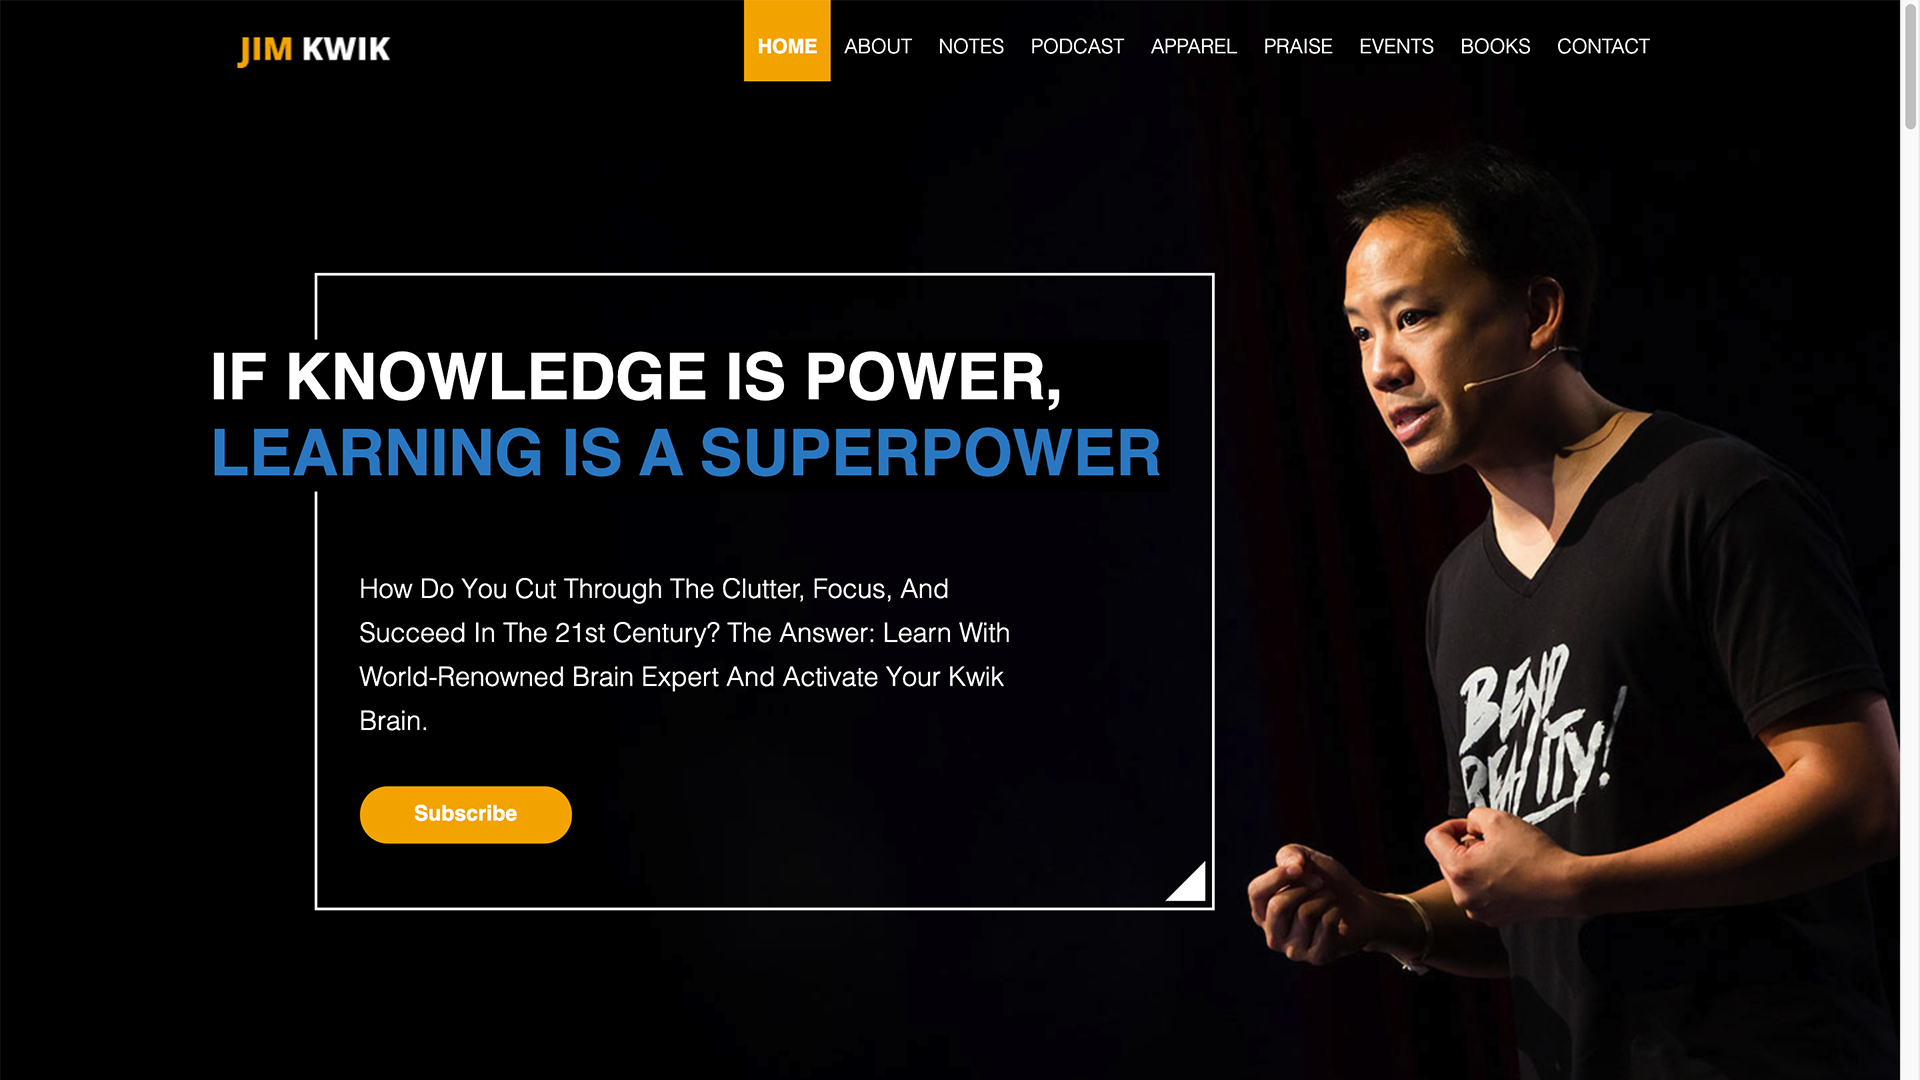 JIM KWIK
HOME ABOUT NOTES PODCAST APPAREL PRAISE EVENTS BOOKS CONTACT
IF KNOWLEDGE IS POWER,
LEARNING IS A SUPERPOWER
How Do You Cut Through The Clutter, Focus, And
Succeed In The 21st Century? The Answer: Learn With
World-Renowned Brain Expert And Activate Your Kwik
Brain.
Subscribe
BEND
REALITY!